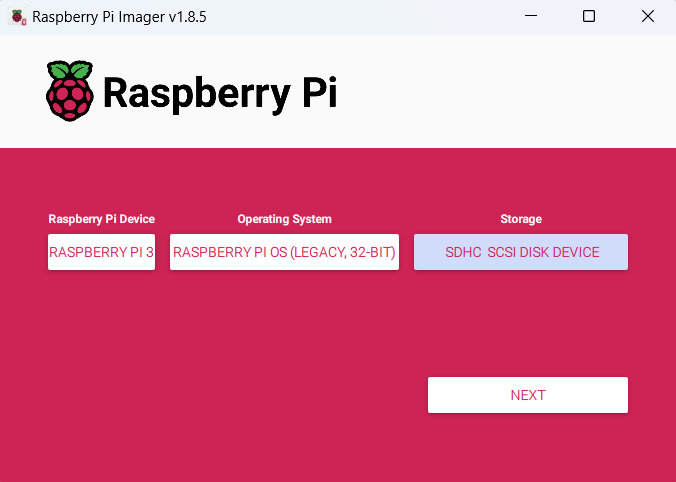 Raspberry Pi Imager v1.8.5
Raspberry Pi
Raspberry Pi Device Operating System Storage
RASPBERRY PI 3 RASPBERRY PI OS (LEGACY, 32-BIT) SDHC  SCSI DISK DEVICE
NEXT